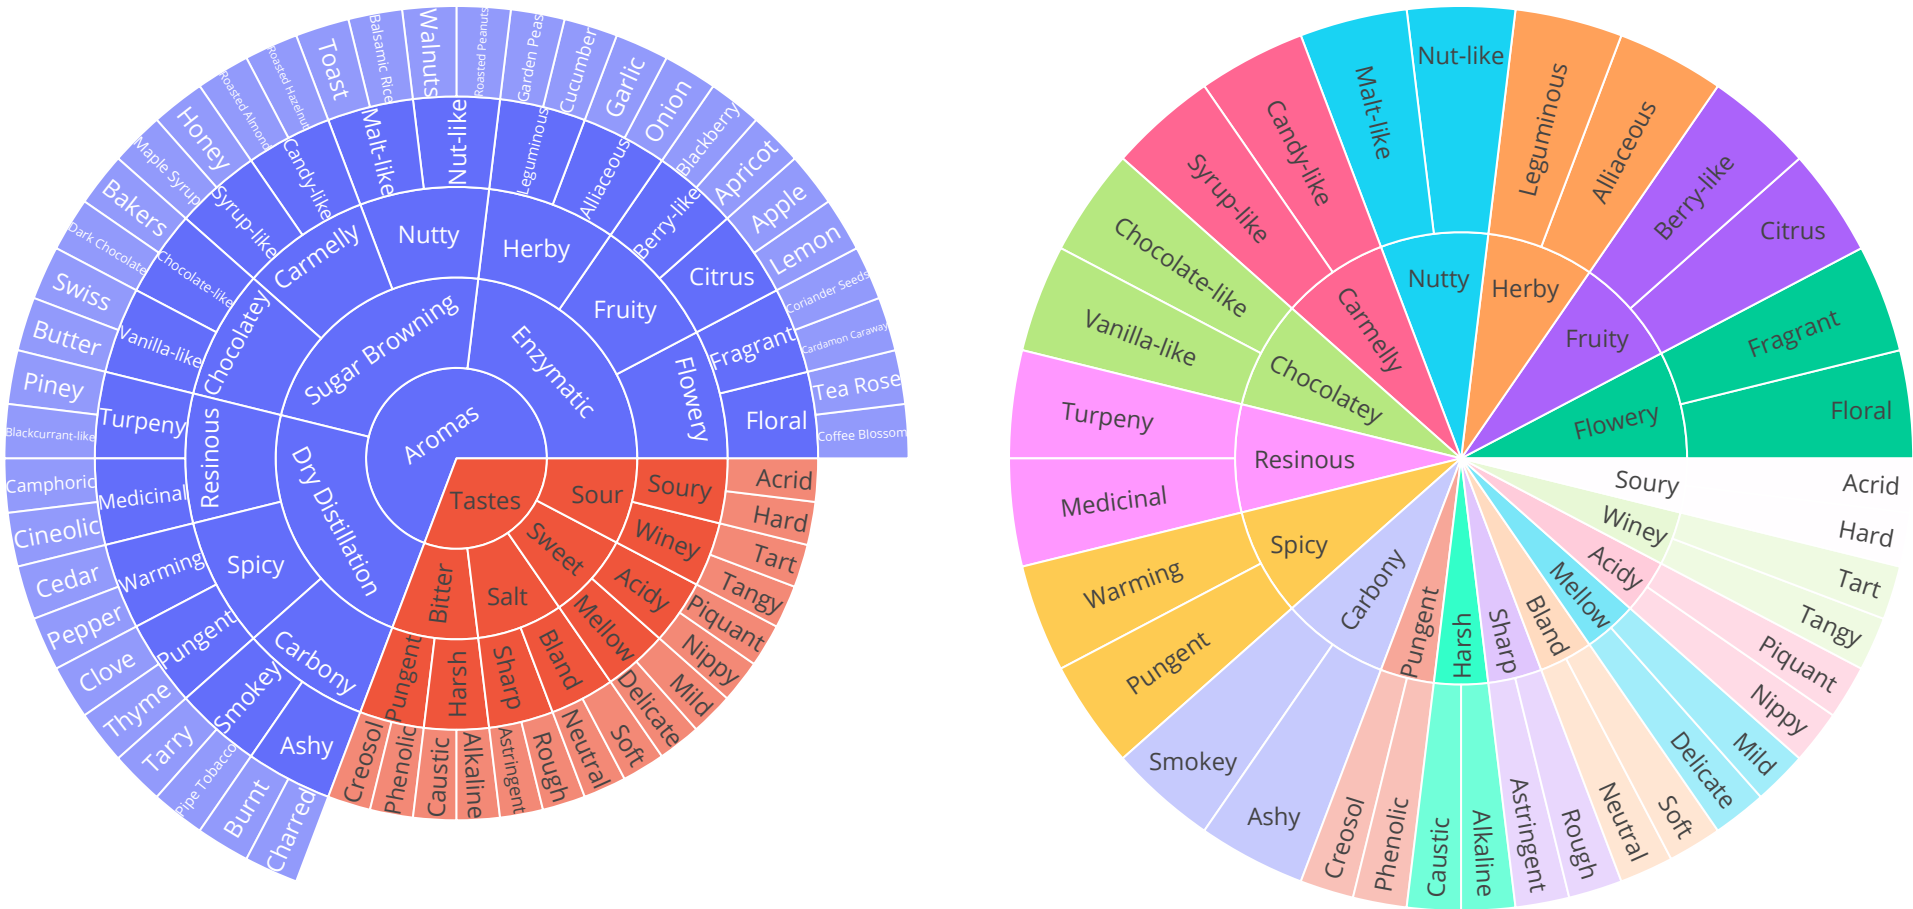 Aromas
Enzymatic
Flowery
Floral
Coffee Blossom
Tea Rose
Fragrant
Cardamon Caraway
Coriander Seeds
Fruity
Citrus
Lemon
Apple
Berry-like
Apricot
Blackberry
Herby
Alliaceous
Onion
Garlic
Leguminous
Cucumber
Garden Peas
Sugar Browning
Nutty
Nut-like
Roasted Peanuts
Walnuts
Malt-like
Balsamic Rice
Toast
Carmelly
Candy-like
Roasted Hazelnut
Roasted Almond
Syrup-like
Honey
Maple Syrup
Chocolatey
Chocolate-like
Bakers
Dark Chocolate
Vanilla-like
Swiss
Butter
Dry Distillation
Resinous
Turpeny
Piney
Blackcurrant-like
Medicinal
Camphoric
Cineolic
Spicy
Warming
Cedar
Pepper
Pungent
Clove
Thyme
Carbony
Smokey
Tarry
Pipe Tobacco
Ashy
Burnt
Charred
Tastes
Bitter
Pungent
Creosol
Phenolic
Harsh
Caustic
Alkaline
Salt
Sharp
Astringent
Rough
Bland
Neutral
Soft
Sweet
Mellow
Delicate
Mild
Acidy
Nippy
Piquant
Sour
Winey
Tangy
Tart
Soury
Hard
Acrid
Flowery
Floral
Fragrant
Fruity
Citrus
Berry-like
Herby
Alliaceous
Leguminous
Nutty
Nut-like
Malt-like
Carmelly
Candy-like
Syrup-like
Chocolatey
Chocolate-like
Vanilla-like
Resinous
Turpeny
Medicinal
Spicy
Warming
Pungent
Carbony
Smokey
Ashy
Pungent
Creosol
Phenolic
Harsh
Caustic
Alkaline
Sharp
Astringent
Rough
Bland
Neutral
Soft
Mellow
Delicate
Mild
Acidy
Nippy
Piquant
Winey
Tangy
Tart
Soury
Hard
Acrid